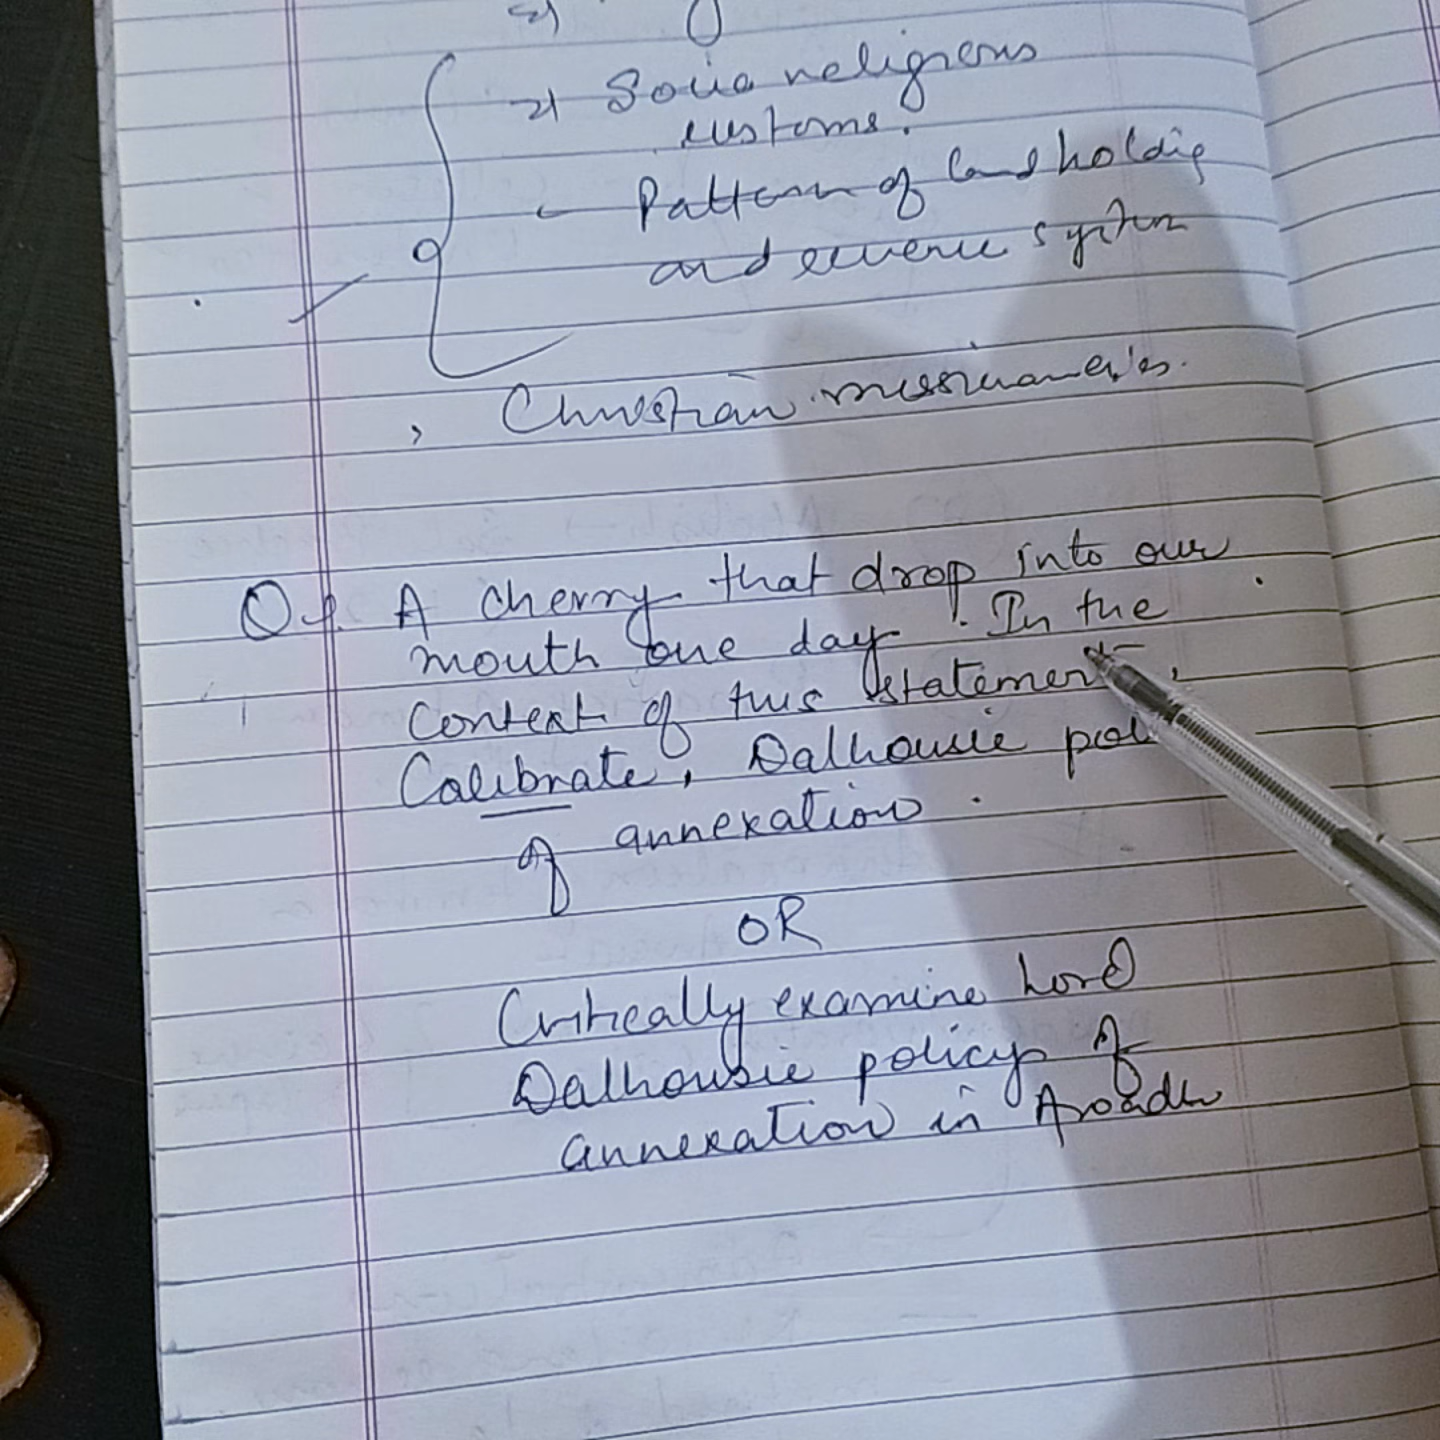 Socio religious
customs.
Pattern of land holding
and revenue system
Christian missionaries.
Q. A cherry that drop into our
mouth one day. In the
context of this statement,
Calibrate, Dalhousie pol
of annexation.
OR
Critically examine Lord
Dalhousie policy of
annexation in Awadh